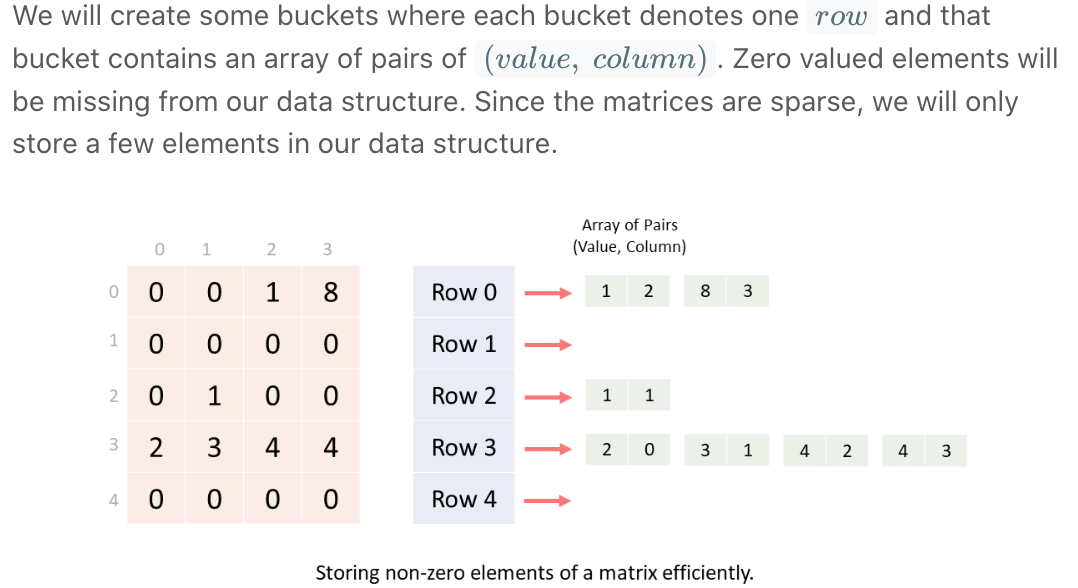 We will create some buckets where each bucket denotes one row and that
bucket contains an array of pairs of (value, column) . Zero valued elements will
be missing from our data structure. Since the matrices are sparse, we will only
store a few elements in our data structure.
Array of Pairs
(Value, Column)
0 1 2 3
0 0 0 1 8 Row 0 1 2 8 3
1 0 0 0 0 Row 1
2 0 1 0 0 Row 2 1 1
3 2 3 4 4 Row 3 2 0 3 1 4 2 4 3
4 0 0 0 0 Row 4
Storing non-zero elements of a matrix efficiently.